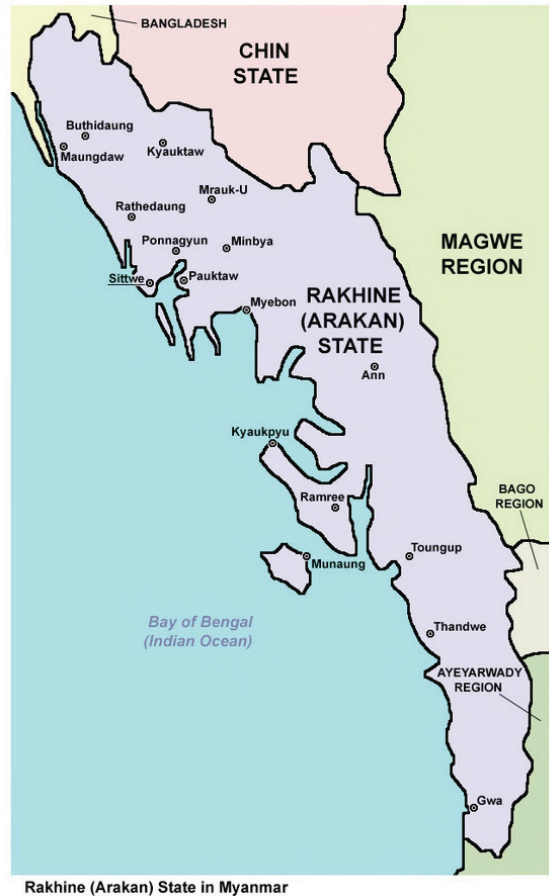 BANGLADESH
CHIN
STATE
Buthidaung
Maungdaw
Kyauktaw
Mrauk-U
Rathedaung
Ponnagyun
Minbya
MAGWE
REGION
Sittwe
Pauktaw
Myebon
RAKHINE
(ARAKAN)
STATE
Ann
Kyaukpyu
Ramree
BAGO
REGION
Munaung
Toungup
Bay of Bengal
(Indian Ocean)
Thandwe
AYEYARWADY
REGION
Gwa
Rakhine (Arakan) State in Myanmar